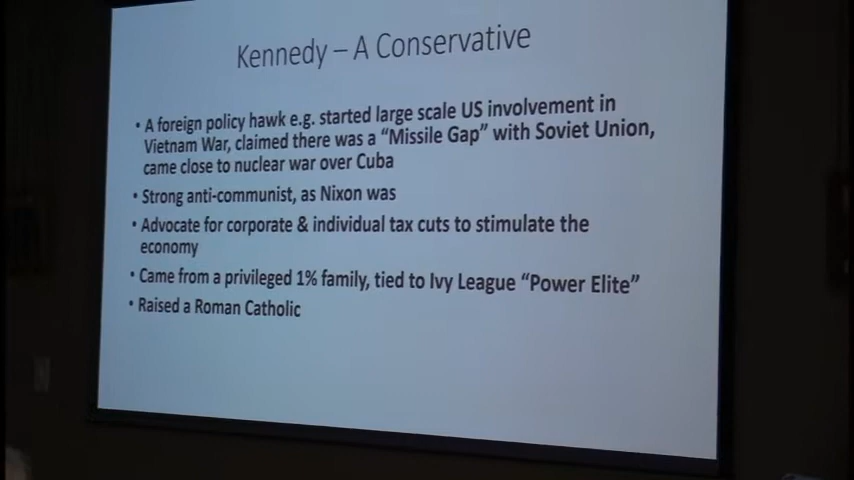 Kennedy – A Conservative
• A foreign policy hawk e.g. started large scale US involvement in
Vietnam War, claimed there was a “Missile Gap” with Soviet Union,
came close to nuclear war over Cuba
• Strong anti-communist, as Nixon was
• Advocate for corporate & individual tax cuts to stimulate the
economy
• Came from a privileged 1% family, tied to Ivy League “Power Elite”
• Raised a Roman Catholic